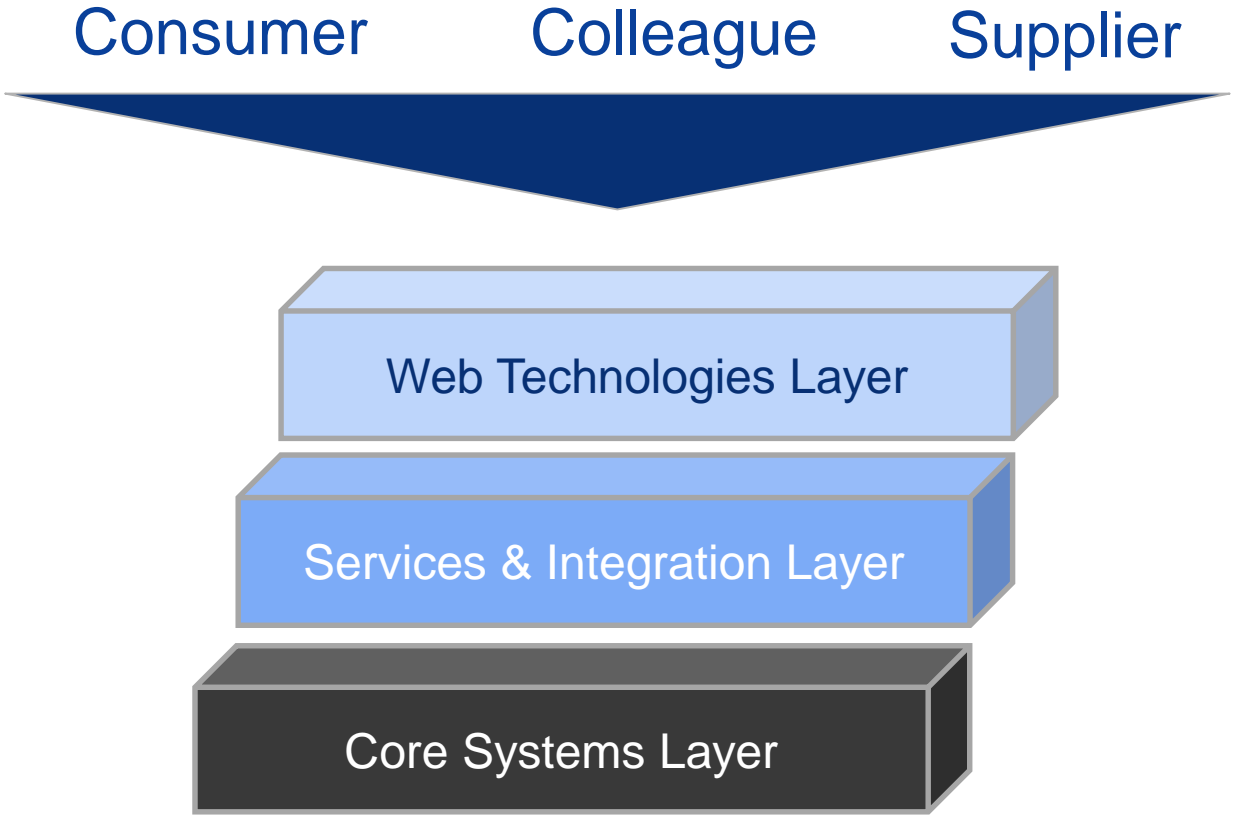 Consumer Colleague Supplier
Web Technologies Layer
Services & Integration Layer
Core Systems Layer